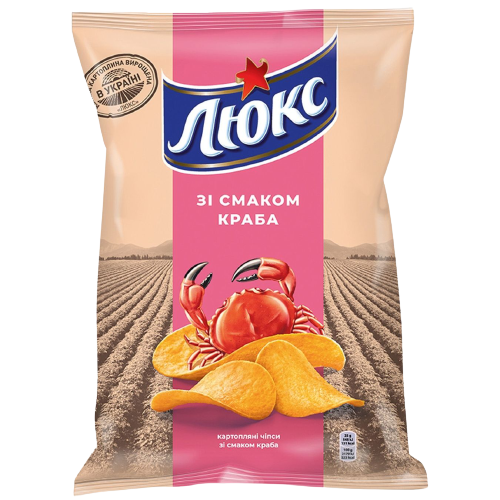 КАРТОПЛИНА ВИРОЩЕНА
В УКРАЇНІ
«ЛЮКС»
ЛЮКС
ЗІ СМАКОМ
КРАБА
картопляні чіпси
зі смаком краба